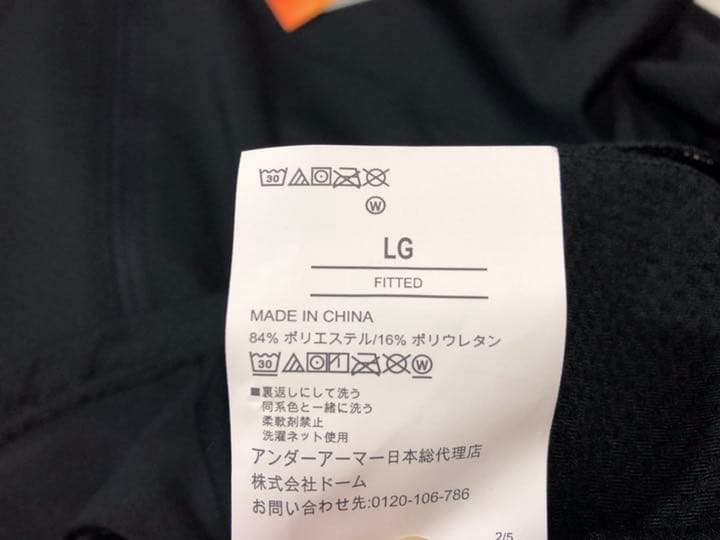 30
W
LG
FITTED
MADE IN CHINA
84% ポリエステル/16% ポリウレタン
30 W
■裏返しにして洗う
同系色と一緒に洗う
柔軟剤禁止
洗濯ネット使用
アンダーアーマー日本総代理店
株式会社ドーム
お問い合わせ先:0120-106-786
2/5